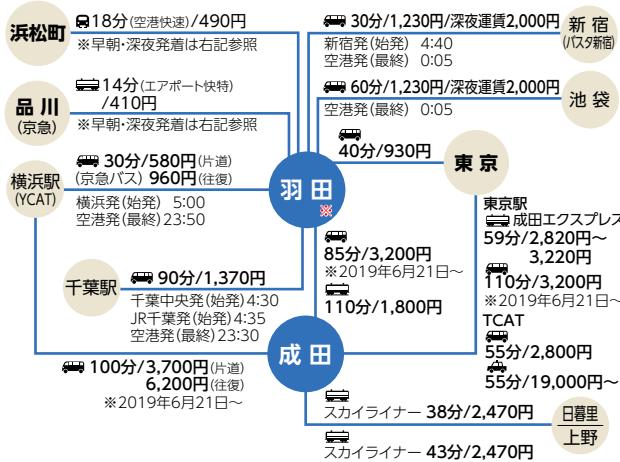 浜松町
18分(空港快速)/490円
※早朝・深夜発着は右記参照
品川
(京急)
14分(エアポート快特)
/410円
※早朝・深夜発着は右記参照
横浜駅
(YCAT)
30分/580円(片道)
(京急バス) 960円(往復)
横浜発(始発) 5:00
空港発(最終)23:50
千葉駅
90分/1,370円
千葉中央発(始発)4:30
JR千葉発(始発)4:35
空港発(最終)23:30
100分/3,700円(片道)
6,200円(往復)
※2019年6月21日～
羽田
※
成田
30分/1,230円/深夜運賃2,000円
新宿発(始発) 4:40
空港発(最終) 0:05
新宿
(バスタ新宿)
60分/1,230円/深夜運賃2,000円
空港発(最終) 0:05
池袋
40分/930円
東京
85分/3,200円
※2019年6月21日～
110分/1,800円
東京駅
成田エクスプレス
59分/2,820円～
3,220円
110分/3,200円
※2019年6月21日～
TCAT
55分/2,800円
55分/19,000円～
スカイライナー 38分/2,470円
スカイライナー 43分/2,470円
日暮里
上野